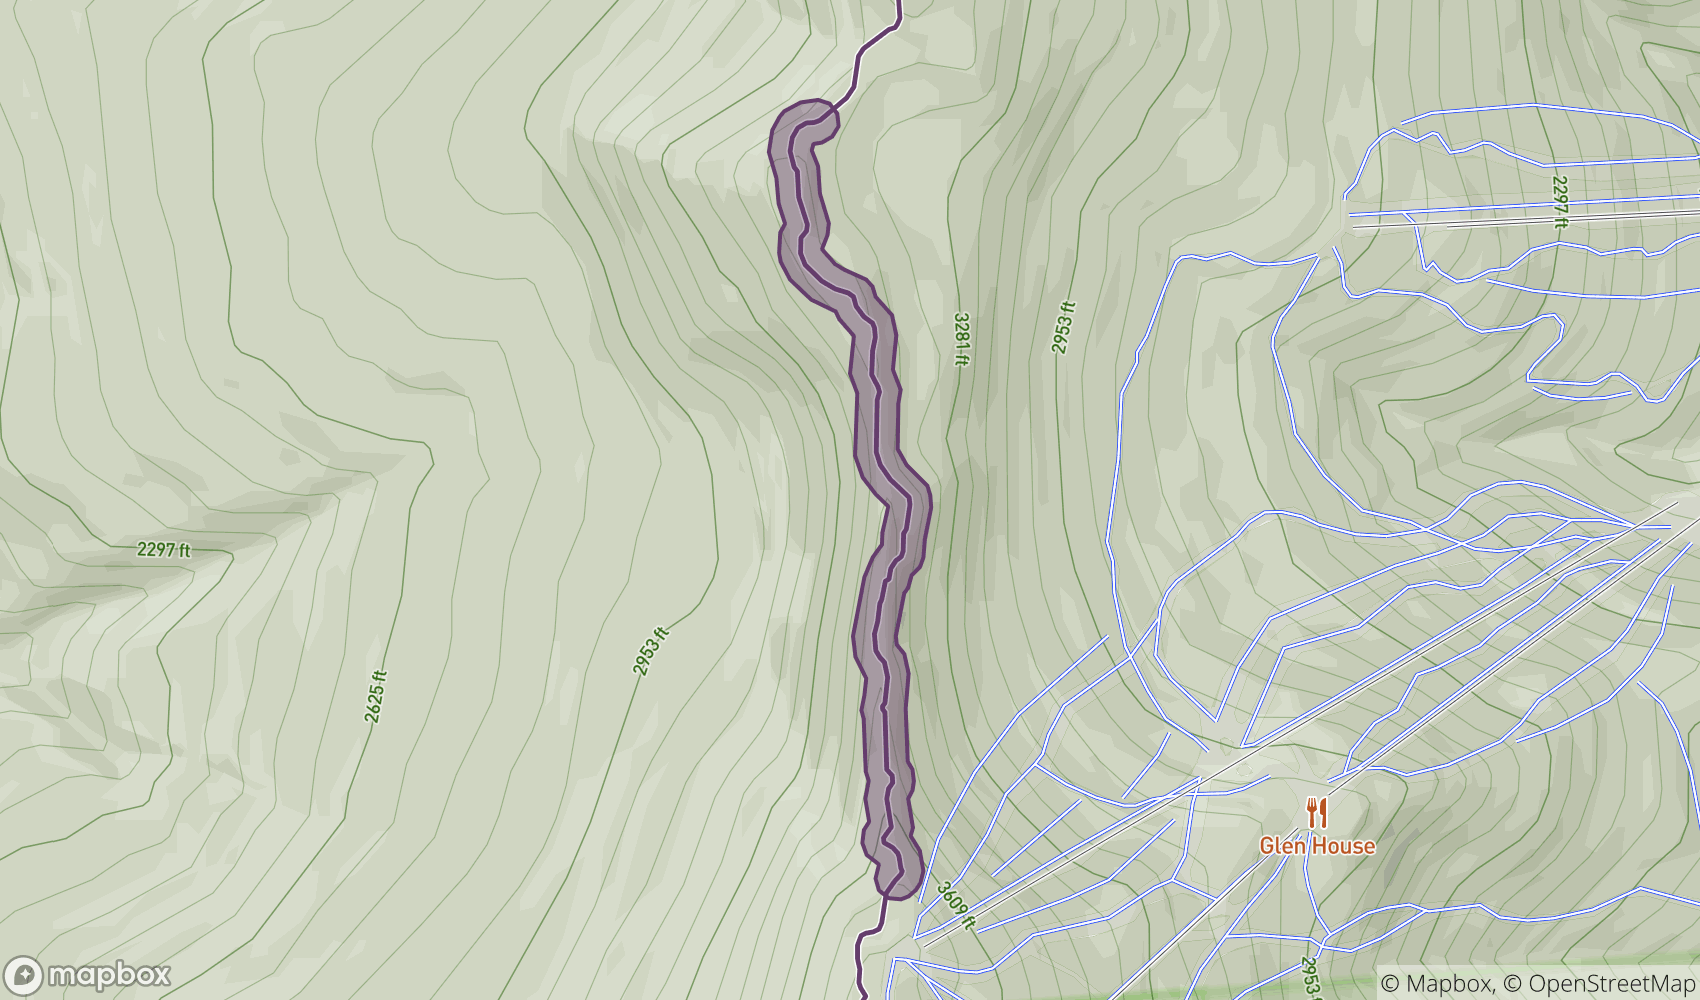 2297 ft
3281 ft
2953 ft
2297 ft
2953 ft
2625 ft
Glen House
3609 ft
2953 f
mapbox
© Mapbox, © OpenStreetMap